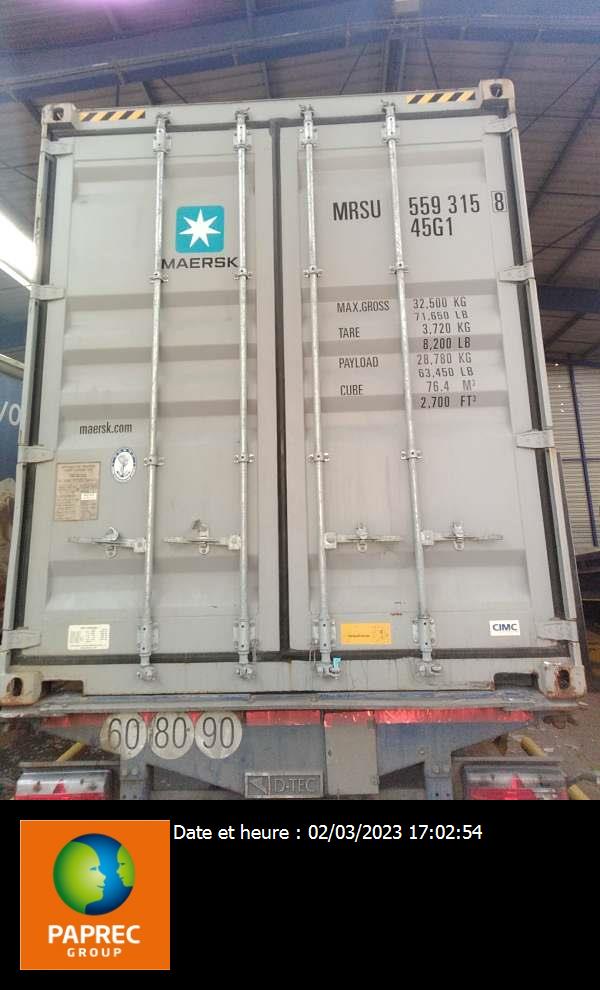 MAERSK
MRSU 559 315 8
45G1
MAX.GROSS 32,500 KG
71,650 LB
TARE 3,720 KG
8,200 LB
PAYLOAD 28,780 KG
63,450 LB
CUBE 76.4 M³
2,700 FT³
maersk.com
CIMC
60 80 90
D-TEC
Date et heure : 02/03/2023 17:02:54
PAPREC
GROUP